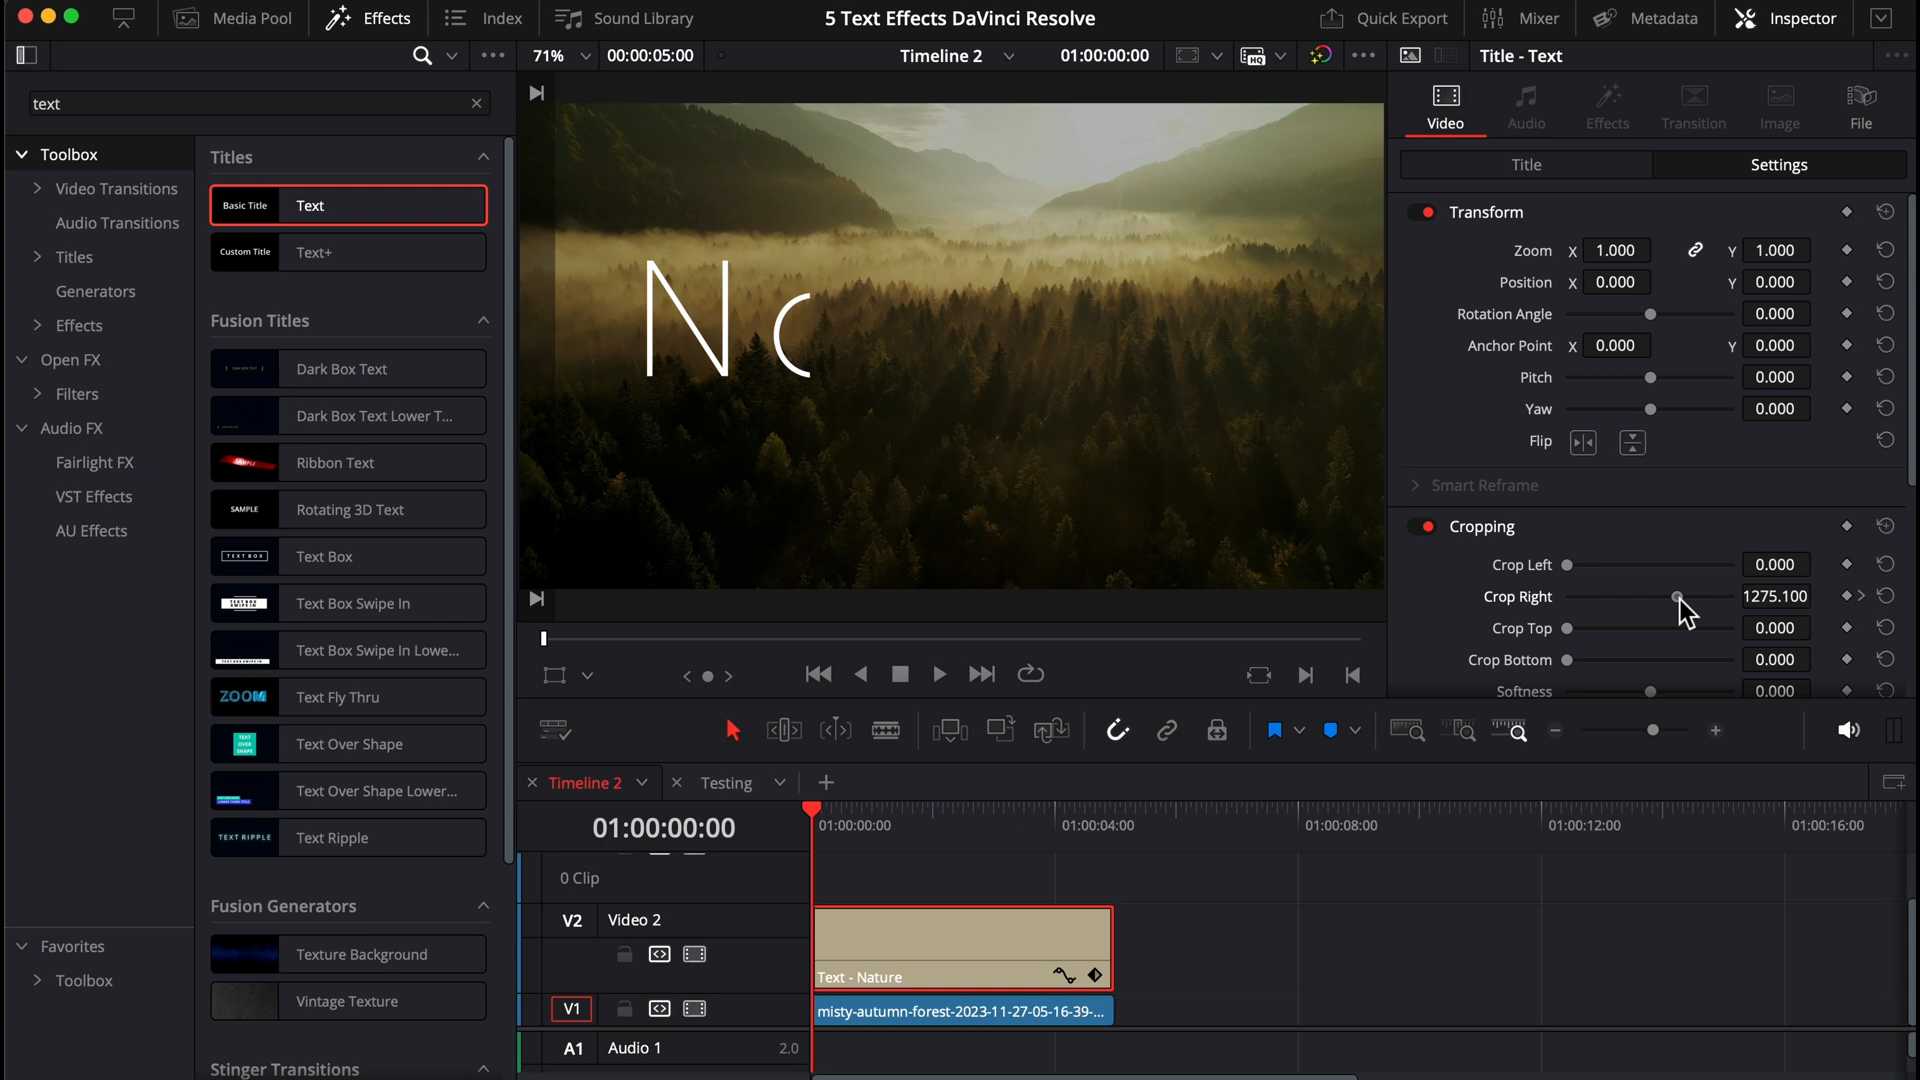 Media Pool
Effects
Index
Sound Library
5 Text Effects DaVinci Resolve
Quick Export
Mixer
Metadata
Inspector
71%
00:00:05:00
Timeline 2
01:00:00:00
HQ
Title - Text
text
Video
Audio
Effects
Transition
Image
File
Title
Settings
Toolbox
Video Transitions
Audio Transitions
Titles
Generators
Effects
Open FX
Filters
Audio FX
Fairlight FX
VST Effects
AU Effects
Favorites
Toolbox
Titles
Basic Title
Text
Custom Title
Text+
Fusion Titles
Dark Box Text
Dark Box Text Lower T...
Ribbon Text
SAMPLE
Rotating 3D Text
TEXT BOX
Text Box
Text Box Swipe In
Text Box Swipe In Lowe...
ZOOM
Text Fly Thru
TEXT OVER SHAPE
Text Over Shape
Text Over Shape Lower...
TEXT RIPPLE
Text Ripple
Fusion Generators
Texture Background
Vintage Texture
Stinger Transitions
N
Transform
Zoom X 1.000 Y 1.000
Position X 0.000 Y 0.000
Rotation Angle 0.000
Anchor Point X 0.000 Y 0.000
Pitch 0.000
Yaw 0.000
Flip
Smart Reframe
Cropping
Crop Left 0.000
Crop Right 1275.100
Crop Top 0.000
Crop Bottom 0.000
Softness 0.000
Timeline 2
Testing
01:00:00:00
01:00:00:00
01:00:04:00
01:00:08:00
01:00:12:00
01:00:16:00
0 Clip
V2 Video 2
Text - Nature
V1
misty-autumn-forest-2023-11-27-05-16-39-...
A1 Audio 1 2.0